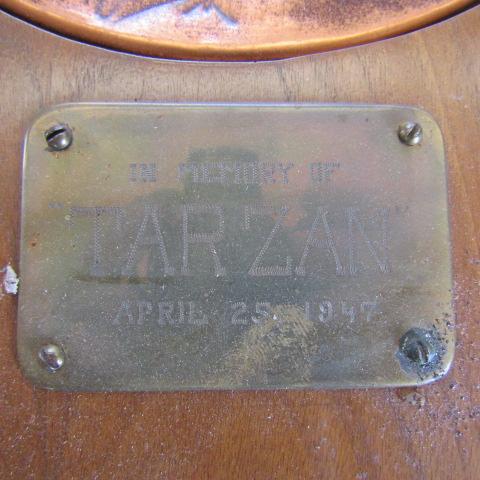 IN MEMORY OF
"TARZAN"
APRIL 25, 1947